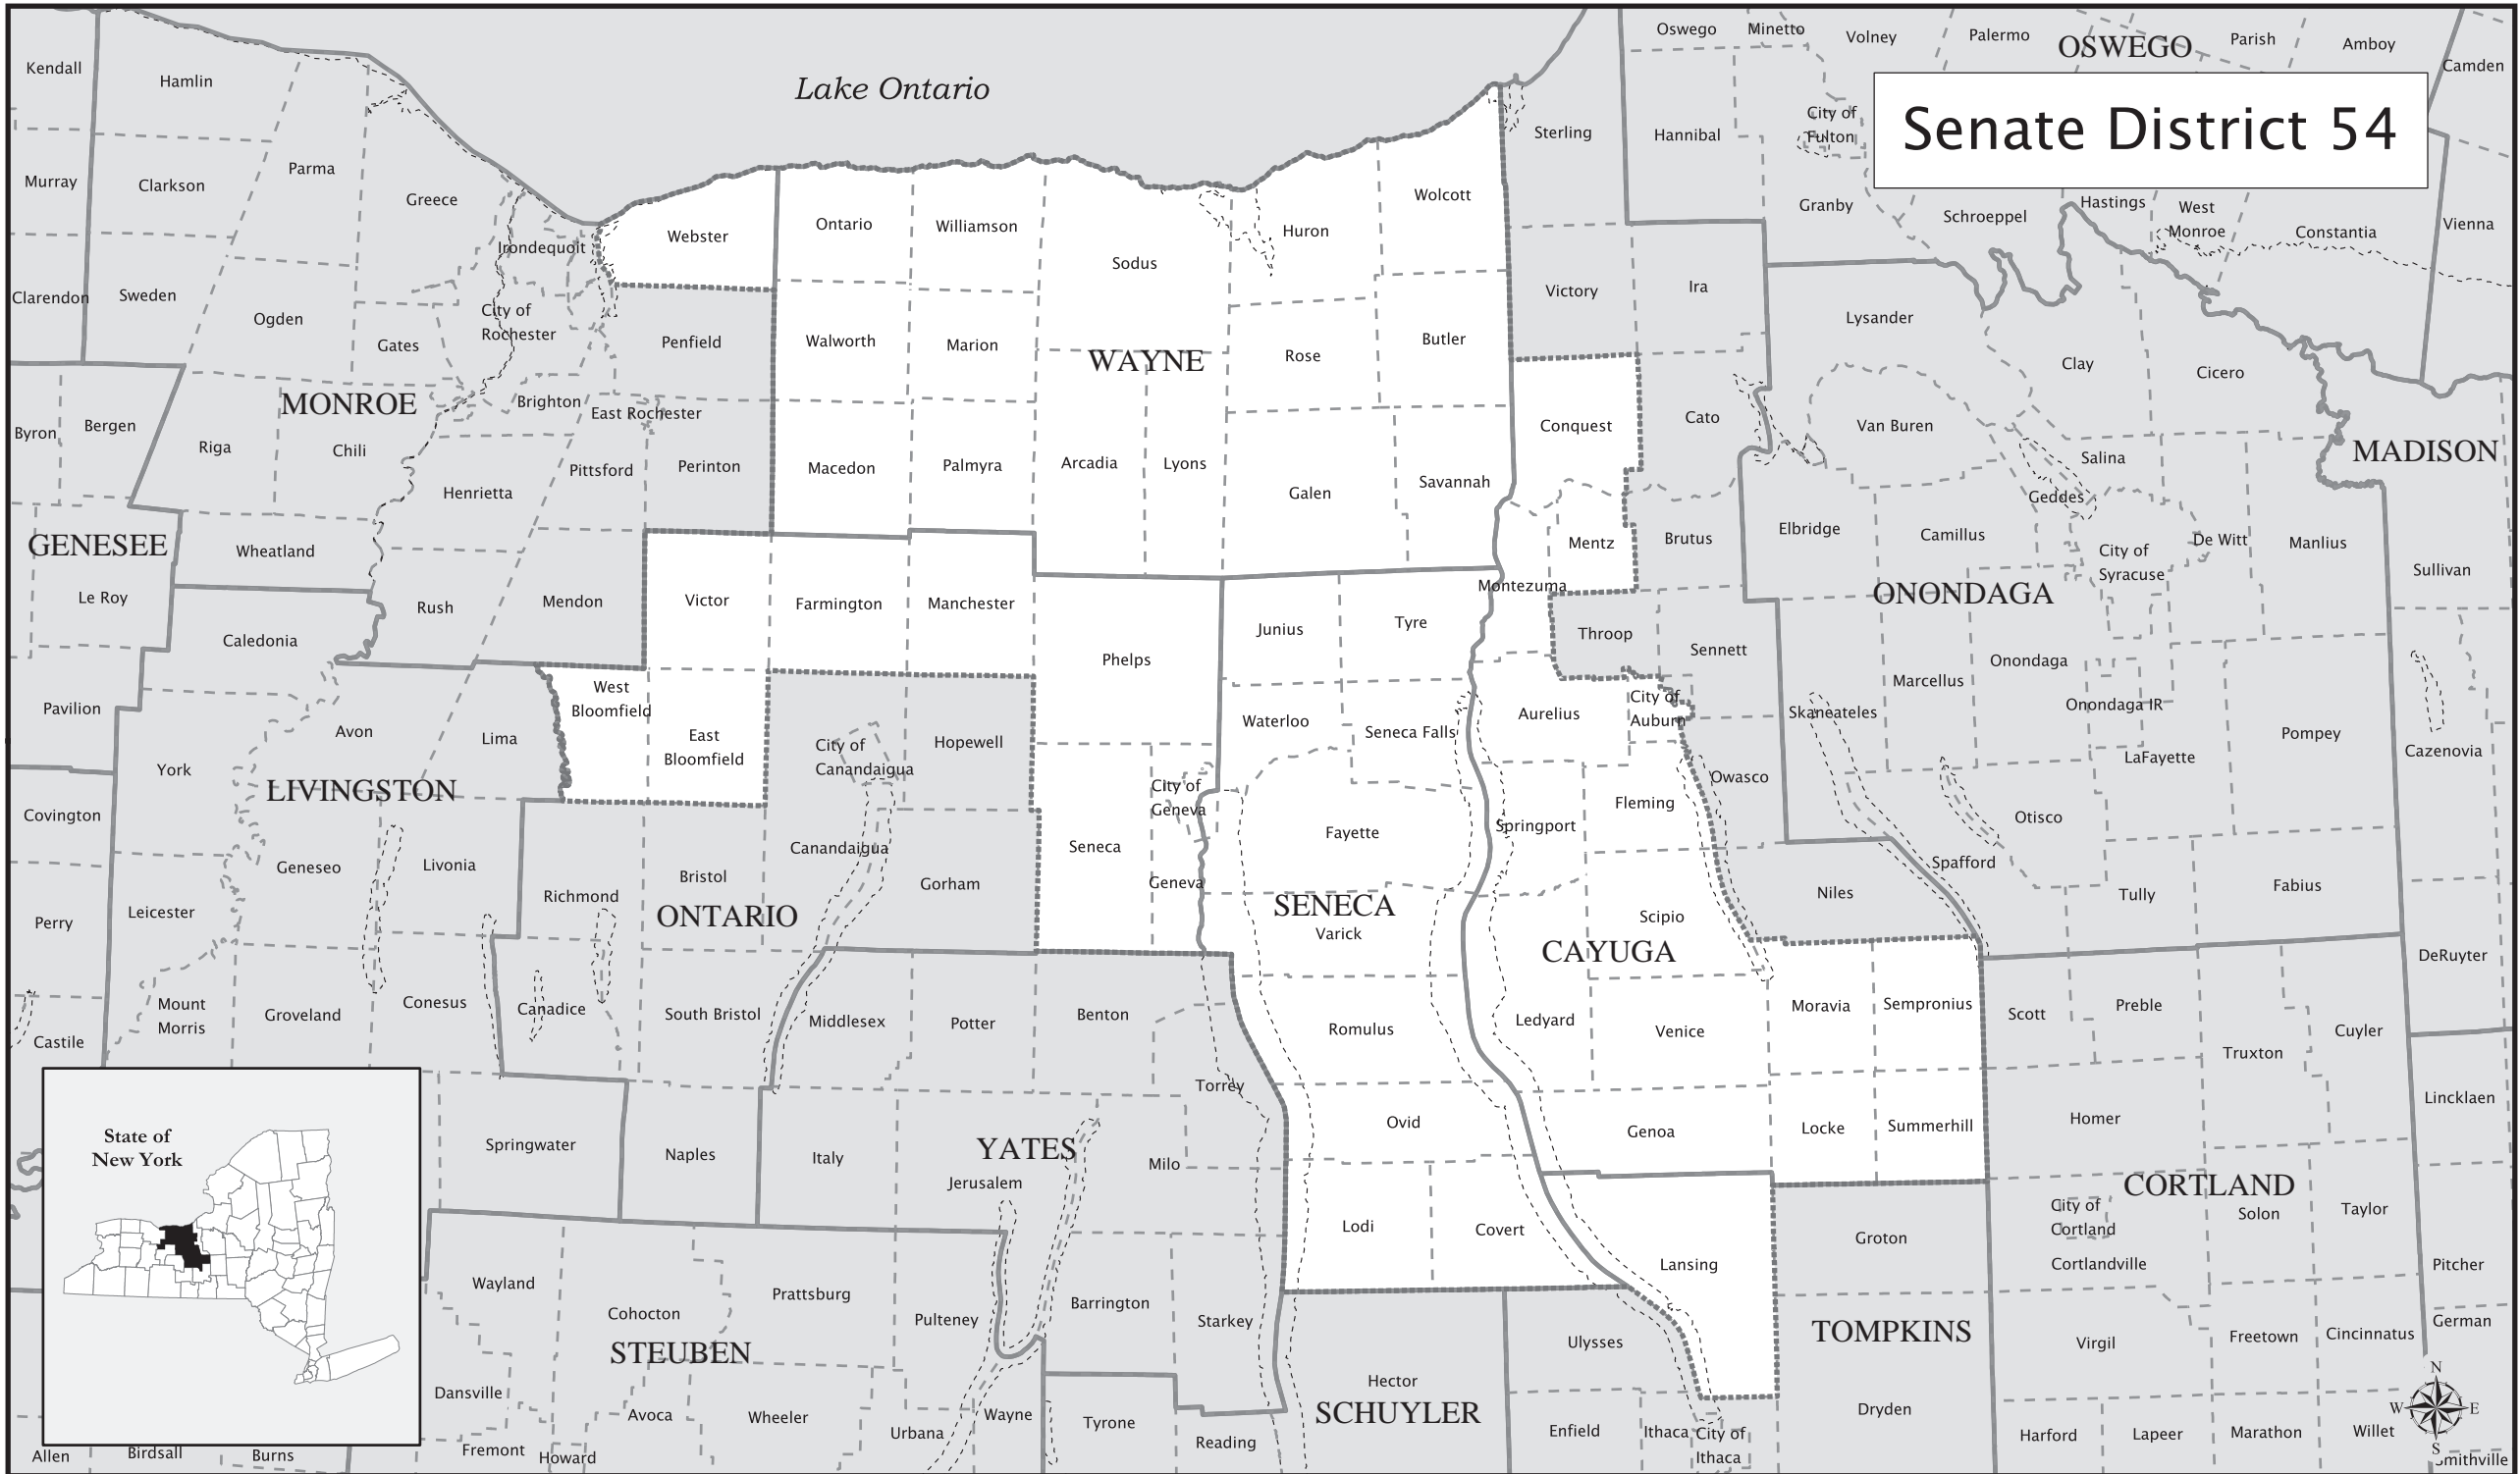 Lake Ontario
Senate District 54
Kendall
Hamlin
Oswego
Minetto
Volney
Palermo
OSWEGO
Parish
Amboy
Camden
Murray
Clarkson
Parma
Greece
Sterling
Hannibal
City of
Fulton
Granby
Schroeppel
Hastings
West
Monroe
Constantia
Vienna
Irondequoit
Webster
Ontario
Williamson
Sodus
Huron
Wolcott
Clarendon
Sweden
Ogden
Gates
City of
Rochester
Penfield
Walworth
Marion
WAYNE
Rose
Butler
Victory
Ira
Lysander
Clay
Cicero
MONROE
Brighton
East Rochester
Byron
Bergen
Riga
Chili
Henrietta
Pittsford
Perinton
Macedon
Palmyra
Arcadia
Lyons
Galen
Savannah
Conquest
Cato
Van Buren
Salina
Geddes
MADISON
GENESEE
Wheatland
Le Roy
Rush
Mendon
Victor
Farmington
Manchester
Phelps
Junius
Tyre
Montezuma
Mentz
Brutus
Elbridge
Camillus
City of
Syracuse
De Witt
Manlius
Sullivan
ONONDAGA
Caledonia
Throop
Sennett
Marcellus
Onondaga
Onondaga IR
Pavilion
Avon
Lima
West
Bloomfield
East
Bloomfield
City of
Canandaigua
Hopewell
Waterloo
Seneca Falls
Aurelius
City of
Auburn
Skaneateles
LaFayette
Pompey
Cazenovia
York
LIVINGSTON
Covington
Geneseo
Livonia
Richmond
Bristol
Canandaigua
Gorham
Seneca
City of
Geneva
Geneva
Fayette
Springport
Fleming
Owasco
Otisco
Spafford
Niles
Tully
Fabius
Perry
Leicester
ONTARIO
SENECA
Varick
Scipio
CAYUGA
DeRuyter
Castile
Mount
Morris
Groveland
Conesus
Canadice
South Bristol
Middlesex
Potter
Benton
Torrey
Romulus
Ledyard
Venice
Moravia
Sempronius
Scott
Preble
Truxton
Cuyler
Lincklaen
State of
New York
Springwater
Naples
Italy
YATES
Jerusalem
Milo
Ovid
Genoa
Locke
Summerhill
Homer
CORTLAND
City of
Cortland
Solon
Taylor
Cortlandville
Pitcher
Lodi
Covert
Lansing
Groton
Wayland
Cohocton
Prattsburg
Pulteney
Barrington
Starkey
STEUBEN
Ulysses
TOMPKINS
Virgil
Freetown
Cincinnatus
German
Dansville
Avoca
Wheeler
Urbana
Wayne
Tyrone
Reading
Hector
SCHUYLER
Enfield
Ithaca
City of
Ithaca
Dryden
Harford
Lapeer
Marathon
Willet
Smithville
Allen
Birdsall
Burns
Fremont
Howard
N
W
E
S